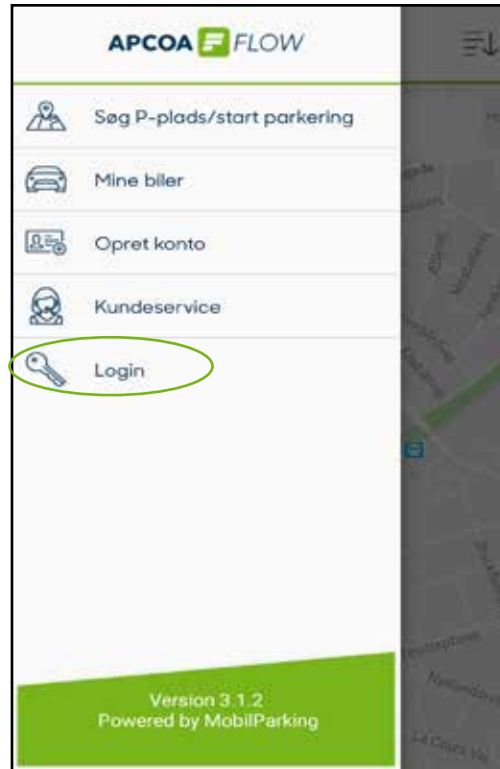 APCOA FLOW
Søg P-plads/start parkering
Mine biler
Opret konto
Kundeservice
Login
Version 3.1.2
Powered by MobilParking